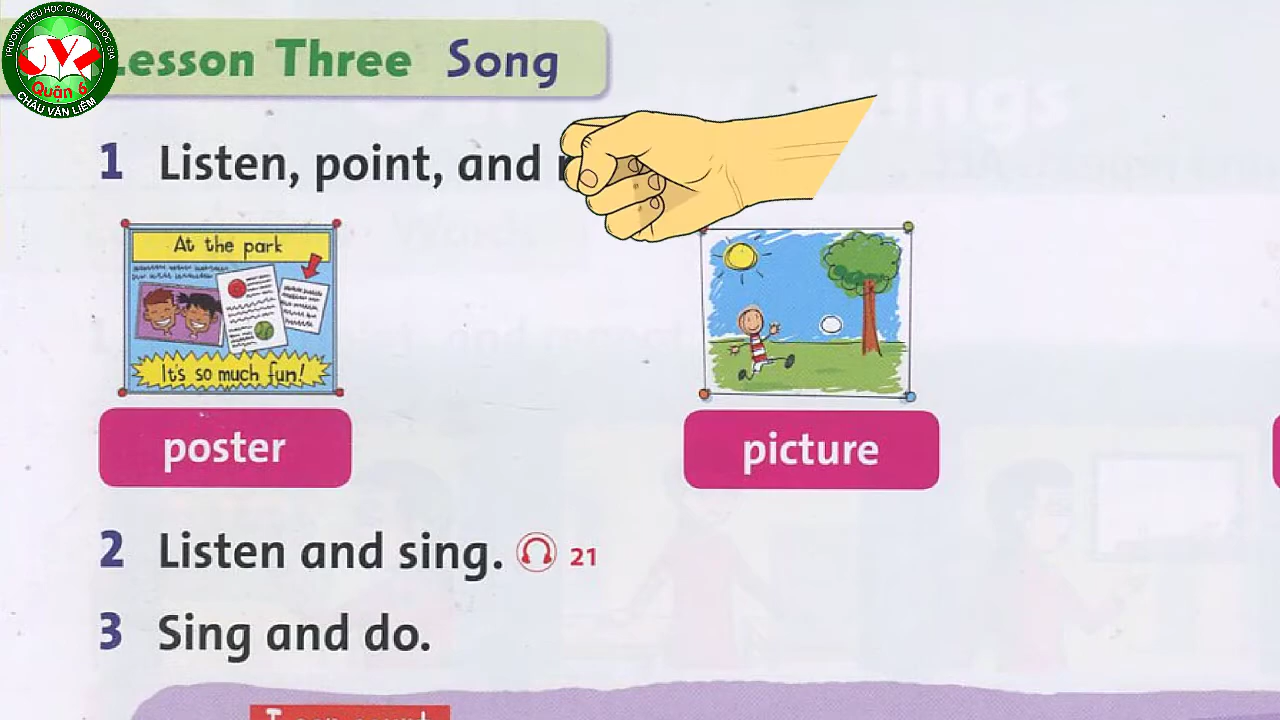 TRƯỜNG TIỂU HỌC CHUẨN QUỐC GIA
Quận 6
CHÂU VĂN LIÊM
Lesson Three Song
1 Listen, point, and
At the park
It's so much fun!
poster
picture
2 Listen and sing. 21
3 Sing and do.